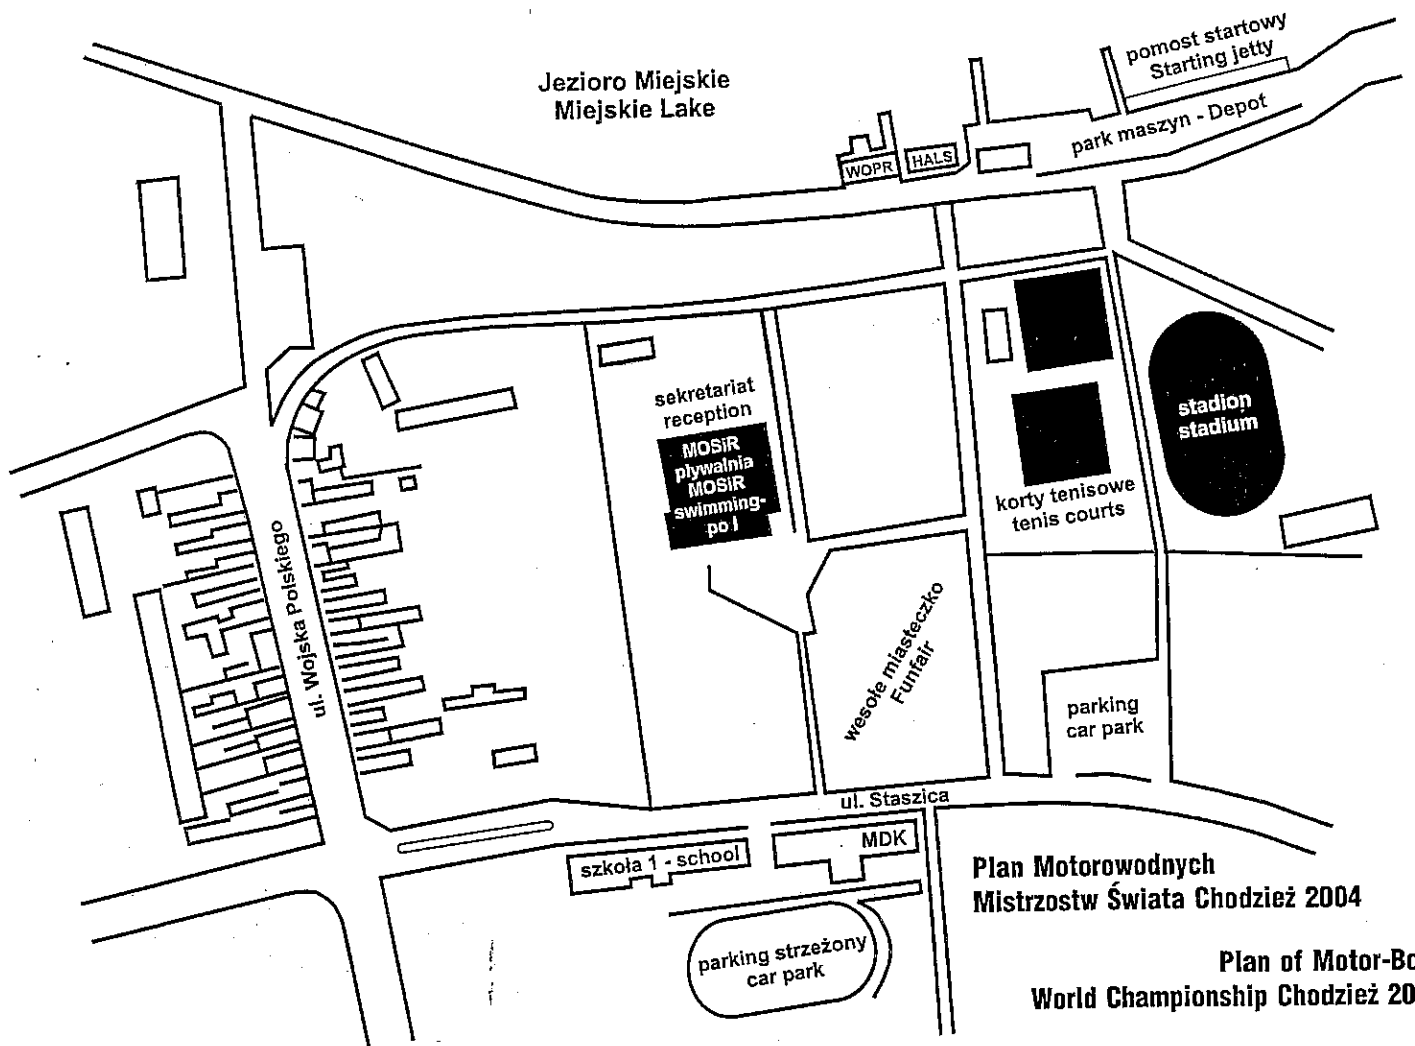 Jezioro Miejskie
Miejskie Lake
pomost startowy
Starting jetty
park maszyn - Depot
WOPR
HALS
sekretariat
reception
MOSiR
plywalnia
MOSiR
swimming-
po l
stadion
stadium
korty tenisowe
tenis courts
ul. Wojska Polskiego
wesołe miasteczko
Funfair
parking
car park
ul. Staszica
szkoła 1 - school
MDK
parking strzeżony
car park
Plan Motorowodnych
Mistrzostw Świata Chodzież 2004
Plan of Motor-Bo
World Championship Chodzież 20